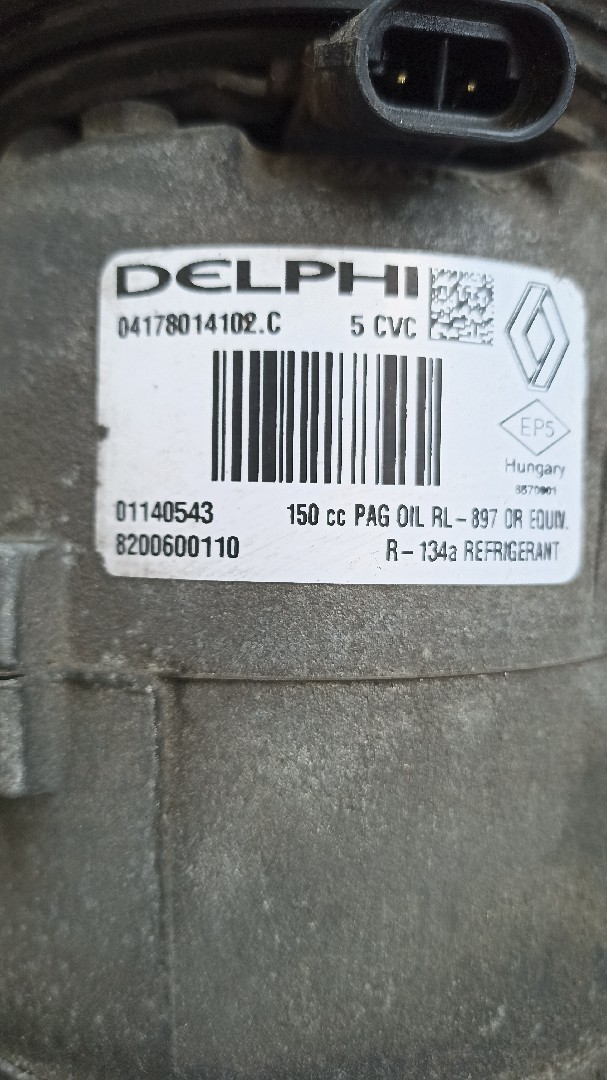 DELPHI
04178014102.C 5 CVC
EP5
Hungary
01140543 150 cc PAG OIL RL-897 OR EQUIV.
8200600110 R-134a REFRIGERANT